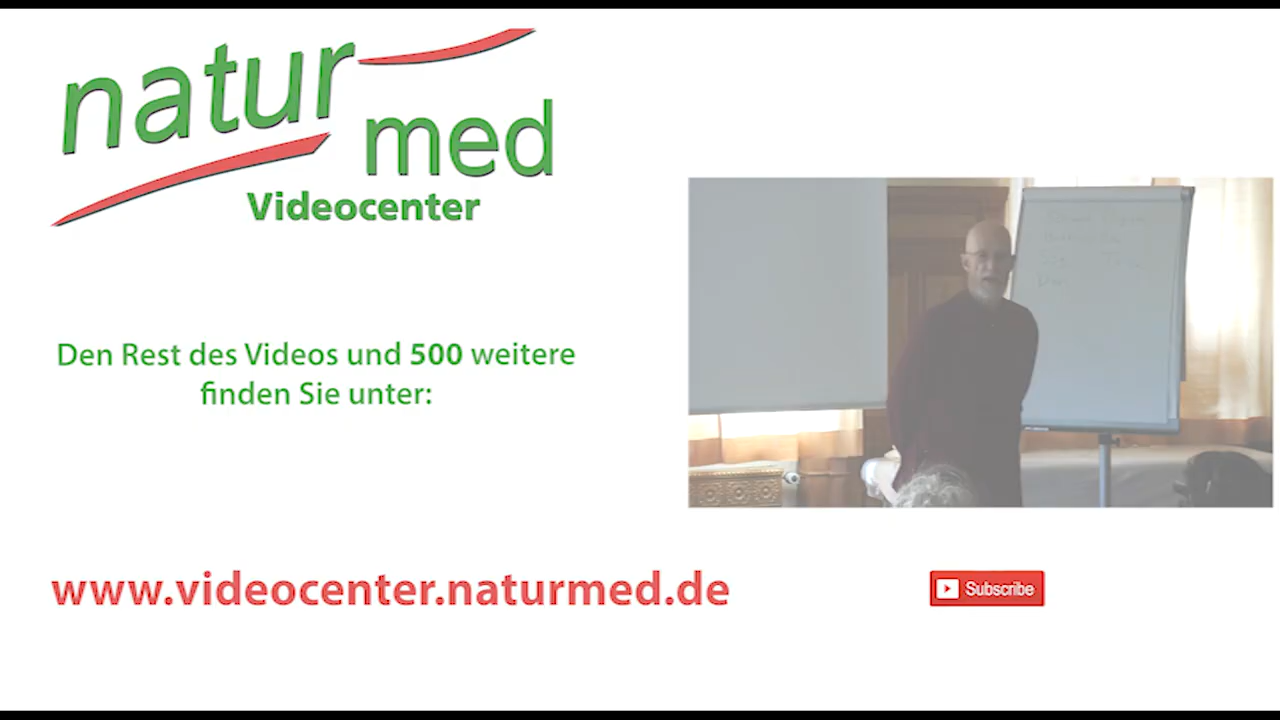 natur
med
Videocenter
Den Rest des Videos und 500 weitere
finden Sie unter:
www.videocenter.naturmed.de
Subscribe